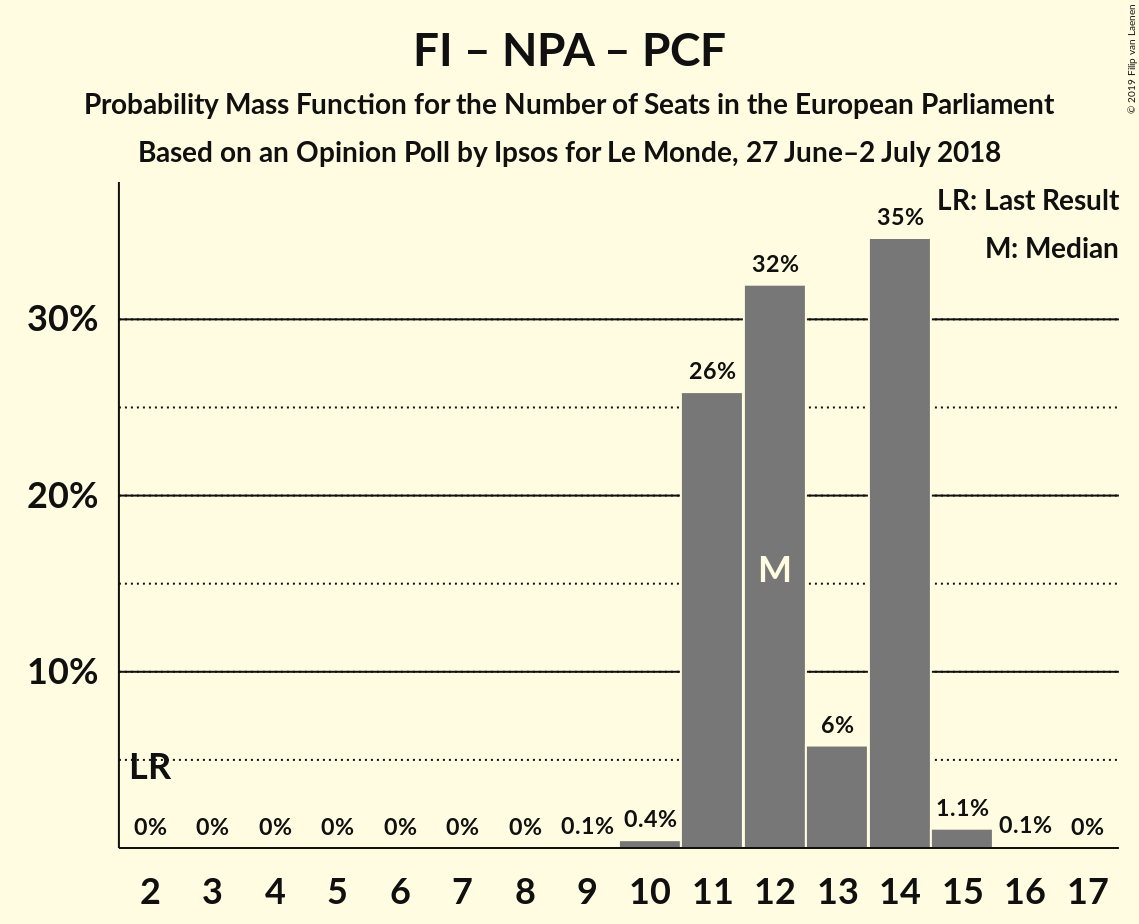 FI – NPA – PCF
Probability Mass Function for the Number of Seats in the European Parliament
Based on an Opinion Poll by Ipsos for Le Monde, 27 June–2 July 2018
© 2019 Filip van Laenen
LR: Last Result
M: Median
35%
32%
30%
26%
20%
M
10%
6%
LR
0% 0% 0% 0% 0% 0% 0% 0.1% 0.4% 1.1% 0.1% 0%
2 3 4 5 6 7 8 9 10 11 12 13 14 15 16 17